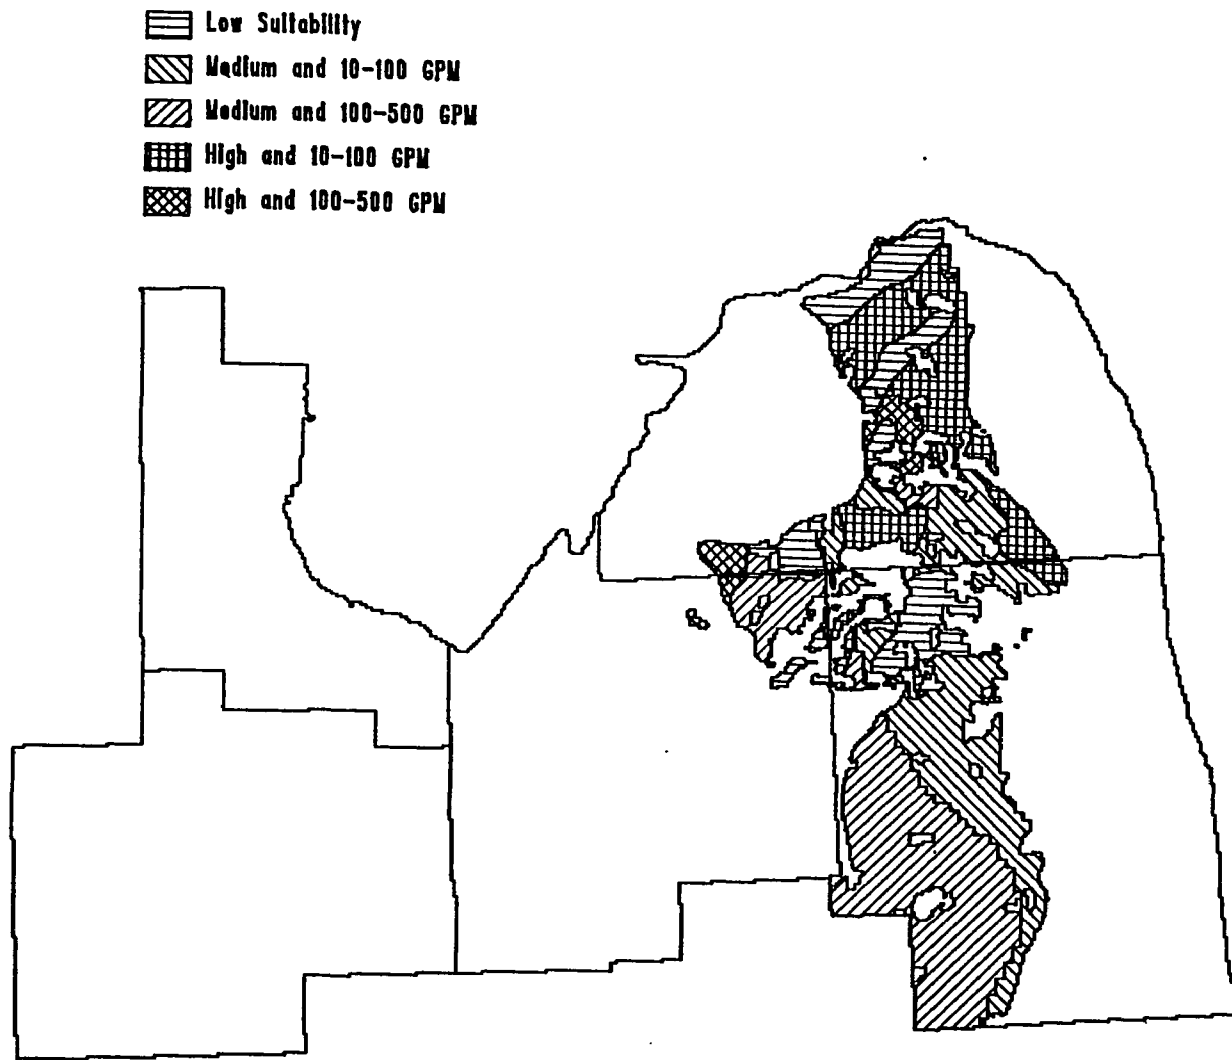 Low Suitability
Medium and 10-100 GPM
Medium and 100-500 GPM
High and 10-100 GPM
High and 100-500 GPM